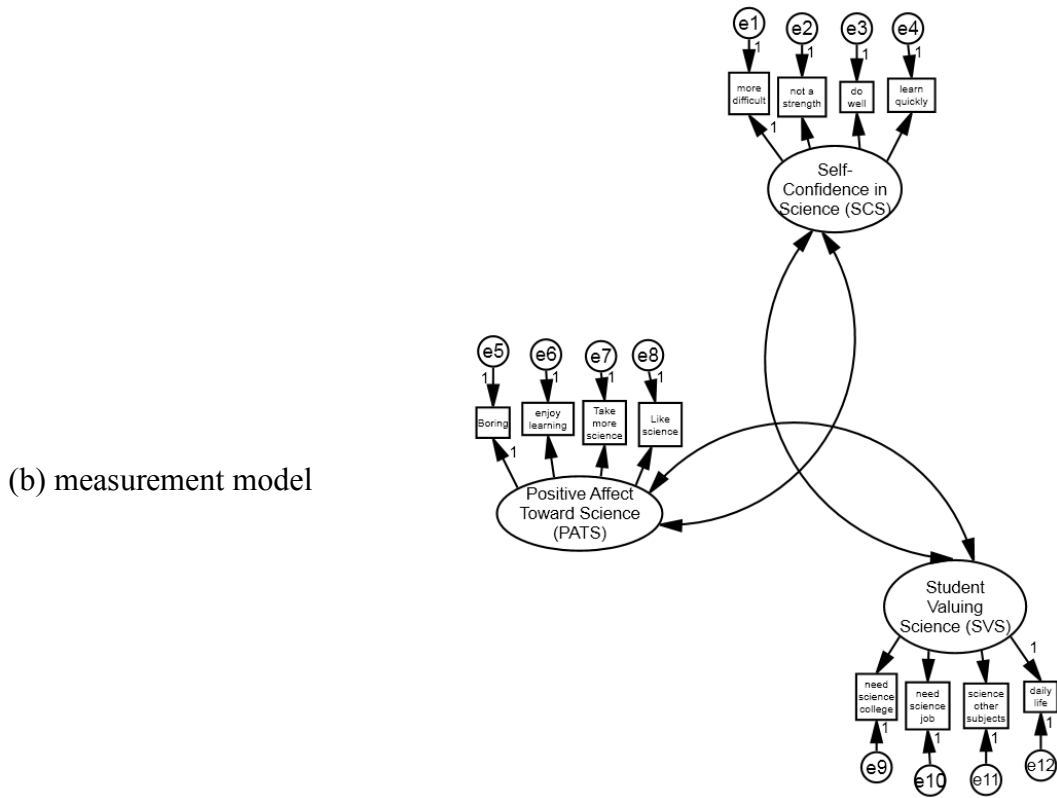 e1
e2
e3
e4
1
1
1
1
more
difficult
not a
strength
do
well
learn
quickly
1
Self-
Confidence in
Science (SCS)
e5
e6
e7
e8
1
1
1
1
Boring
enjoy
learning
Take
more
science
Like
science
1
(b) measurement model
Positive Affect
Toward Science
(PATS)
Student
Valuing
Science (SVS)
1
need
science
college
need
science
job
science
other
subjects
daily
life
1
1
1
1
e9
e10
e11
e12